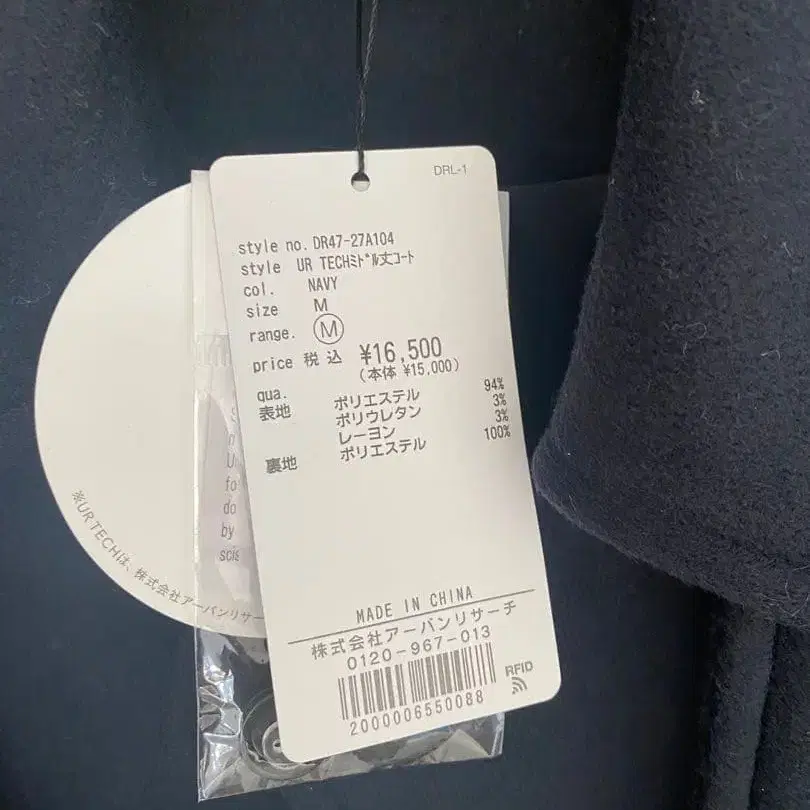 DRL-1
style no. DR47-27A104
style UR TECHﾐﾄﾞﾙ丈ｺｰﾄ
col. NAVY
size M
range. M
price 税込 ¥16,500
(本体 ¥15,000)
qua.
表地 ポリエステル 94%
ポリウレタン 3%
レーヨン 3%
裏地 ポリエステル 100%
MADE IN CHINA
株式会社アーバンリサーチ
0120-967-013
RFID
2000006550088
※UR TECHは、株式会社アーバンリサー
fo
do
by
scis